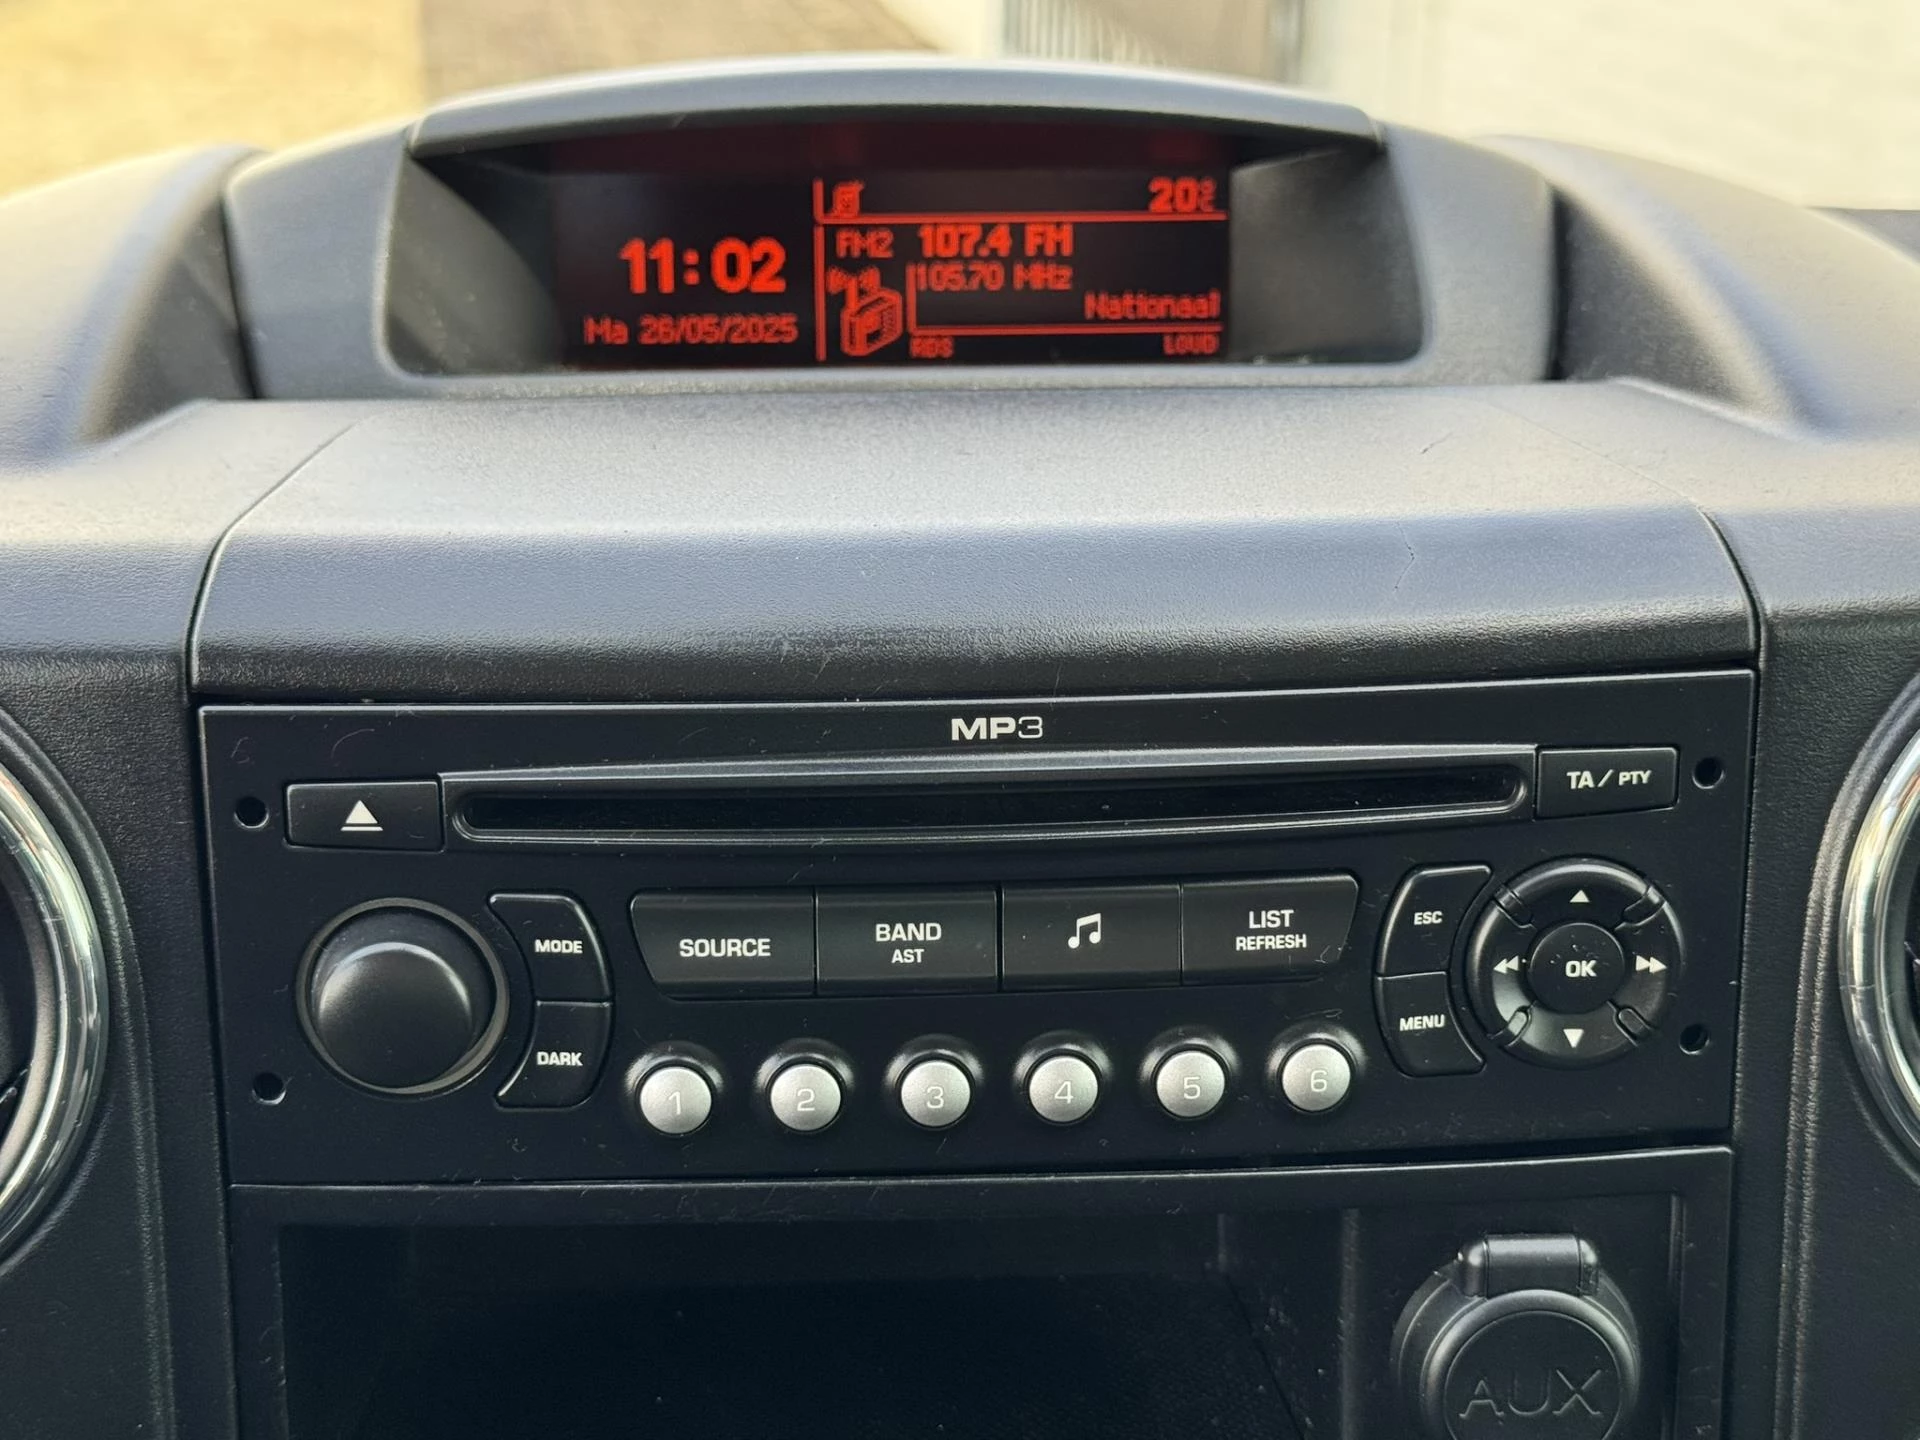 20°C
11:02
FM2 107.4 FM
105.70 MHz
Nationaal
Ma 26/05/2025
RDS LOUD
MP3
TA / PTY
MODE
DARK
SOURCE
BAND
AST
LIST
REFRESH
ESC
MENU
OK
1 2 3 4 5 6
AUX